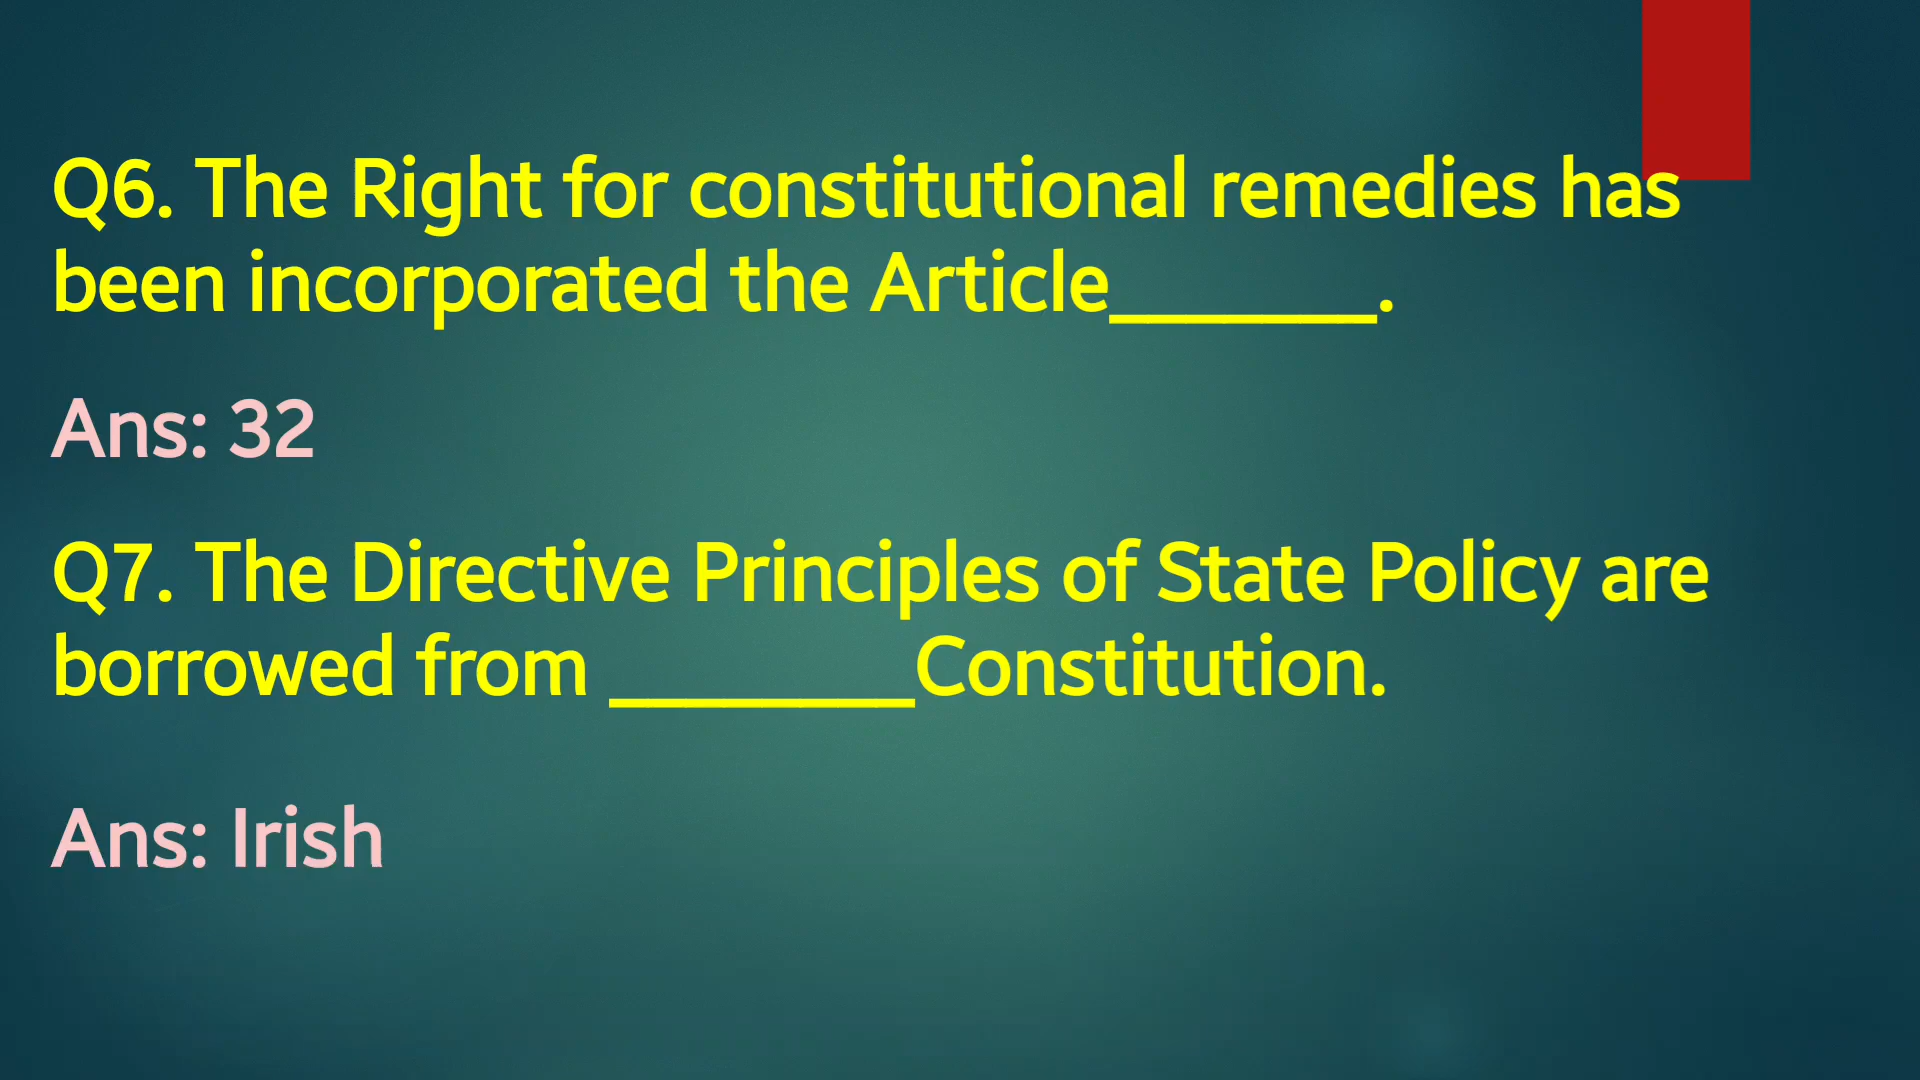 Q6. The Right for constitutional remedies has
been incorporated the Article_______.
Ans: 32
Q7. The Directive Principles of State Policy are
borrowed from ________Constitution.
Ans: Irish